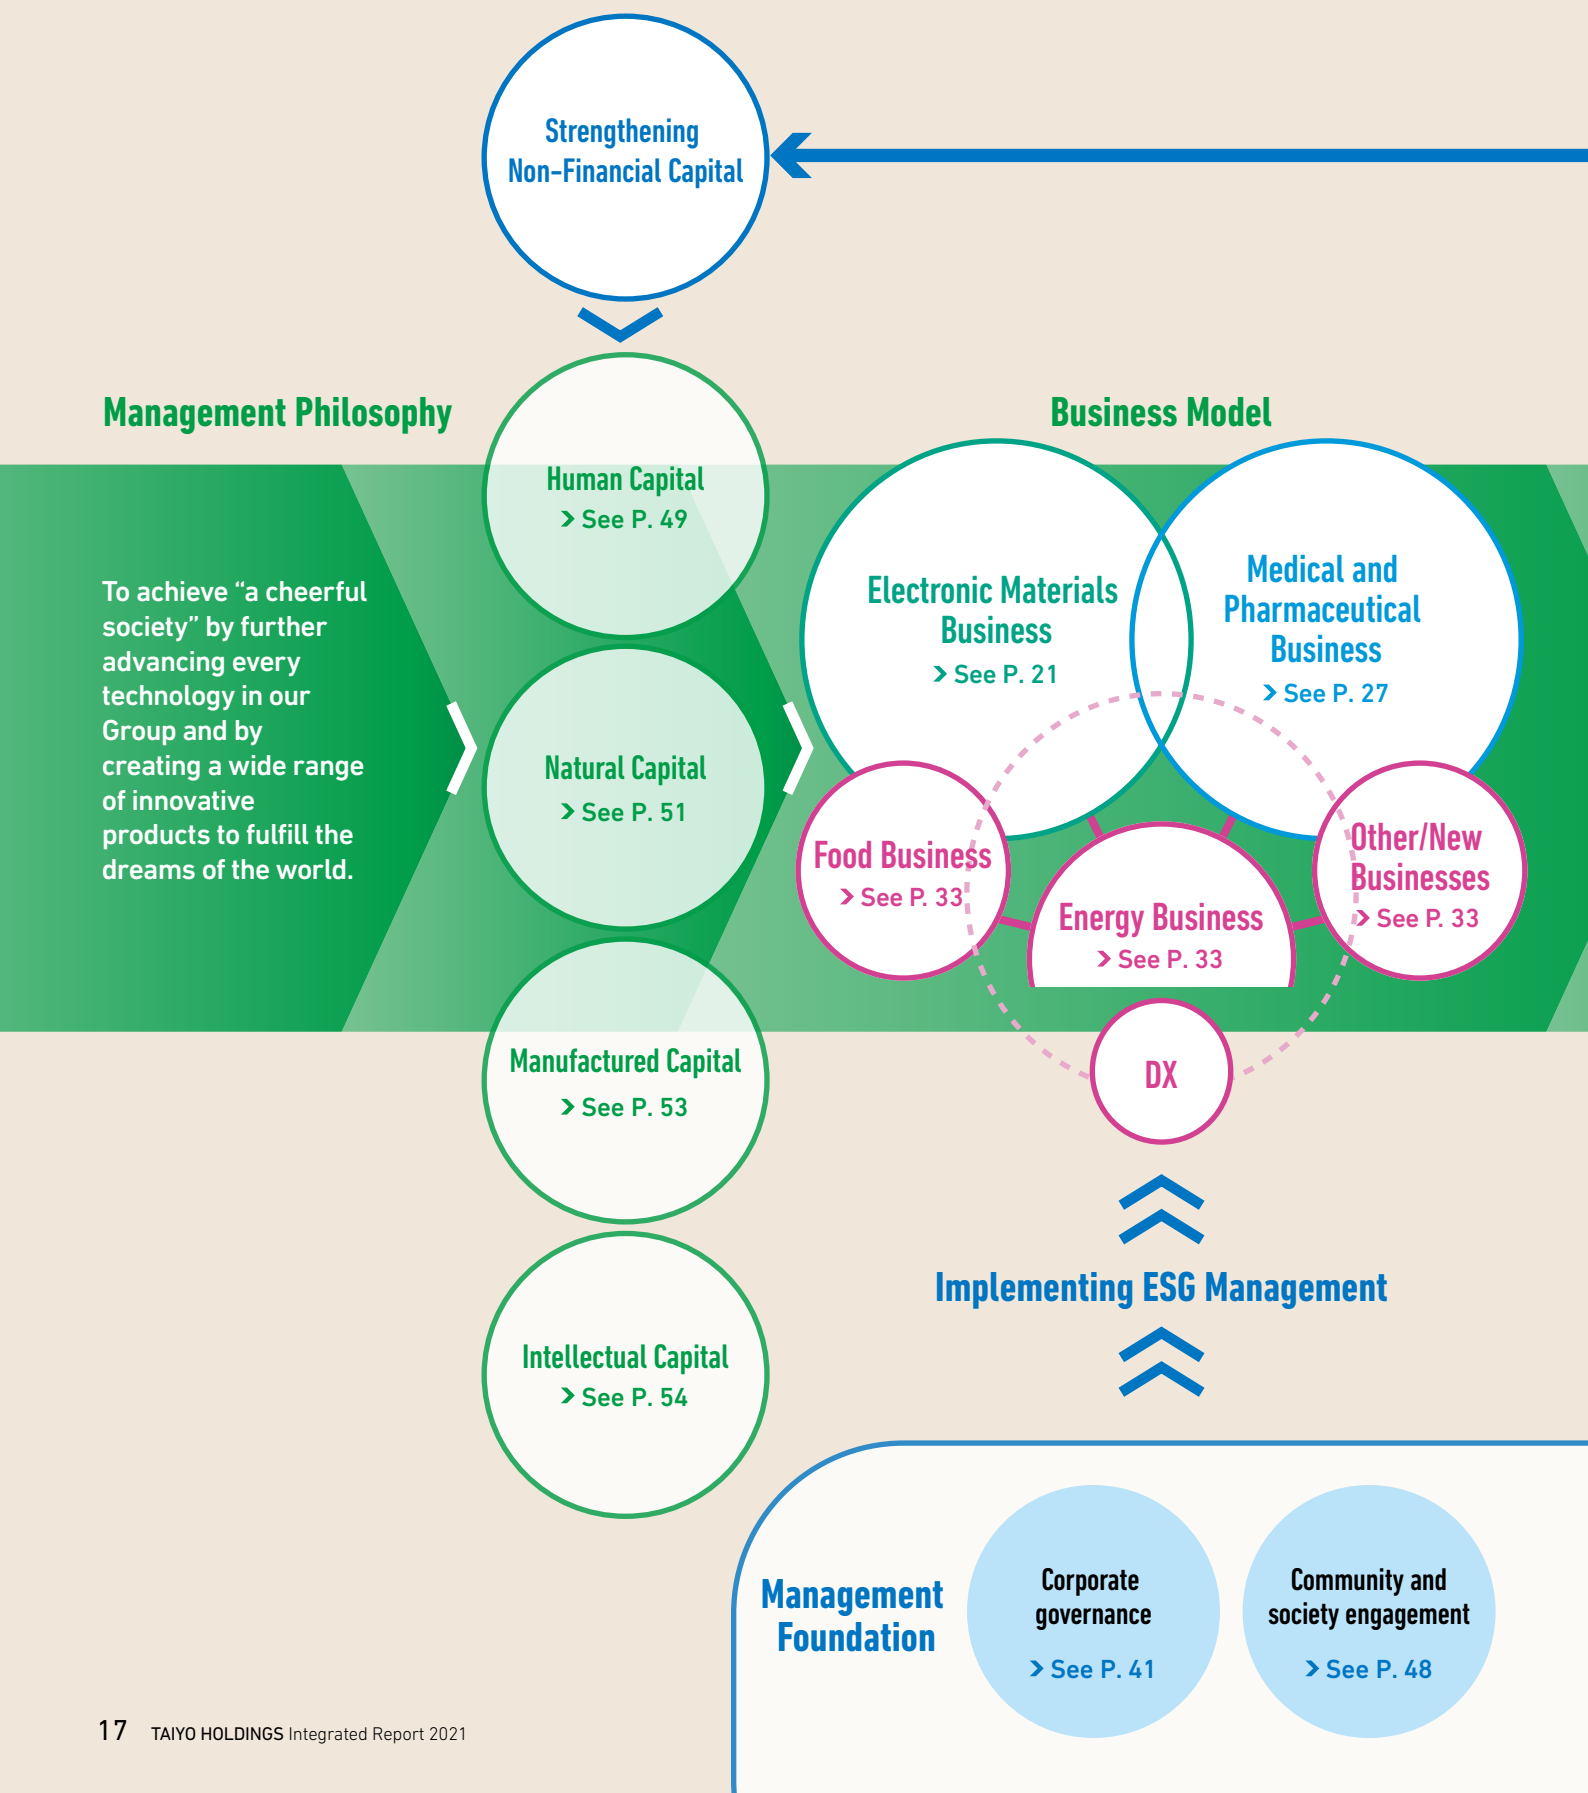 Strengthening
Non-Financial Capital
Management Philosophy
To achieve “a cheerful
society” by further
advancing every
technology in our
Group and by
creating a wide range
of innovative
products to fulfill the
dreams of the world.
Human Capital
See P. 49
Natural Capital
See P. 51
Manufactured Capital
See P. 53
Intellectual Capital
See P. 54
Business Model
Electronic Materials
Business
See P. 21
Medical and
Pharmaceutical
Business
See P. 27
Food Business
See P. 33
Energy Business
See P. 33
Other/New
Businesses
See P. 33
DX
Implementing ESG Management
Management
Foundation
Corporate
governance
See P. 41
Community and
society engagement
See P. 48
17 TAIYO HOLDINGS Integrated Report 2021